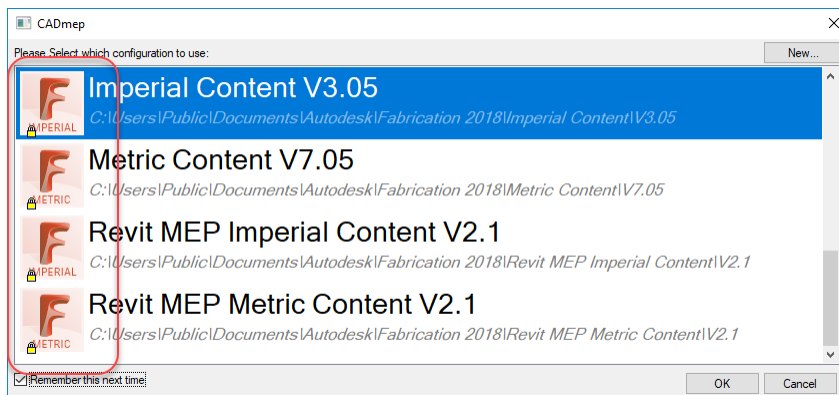 CADmep
Please Select which configuration to use:
New...
Imperial Content V3.05
IMPERIAL
C:\Users\Public\Documents\Autodesk\Fabrication 2018\Imperial Content\V3.05
Metric Content V7.05
METRIC
C:\Users\Public\Documents\Autodesk\Fabrication 2018\Metric Content\V7.05
Revit MEP Imperial Content V2.1
IMPERIAL
C:\Users\Public\Documents\Autodesk\Fabrication 2018\Revit MEP Imperial Content\V2.1
Revit MEP Metric Content V2.1
METRIC
C:\Users\Public\Documents\Autodesk\Fabrication 2018\Revit MEP Metric Content\V2.1
Remember this next time
OK
Cancel